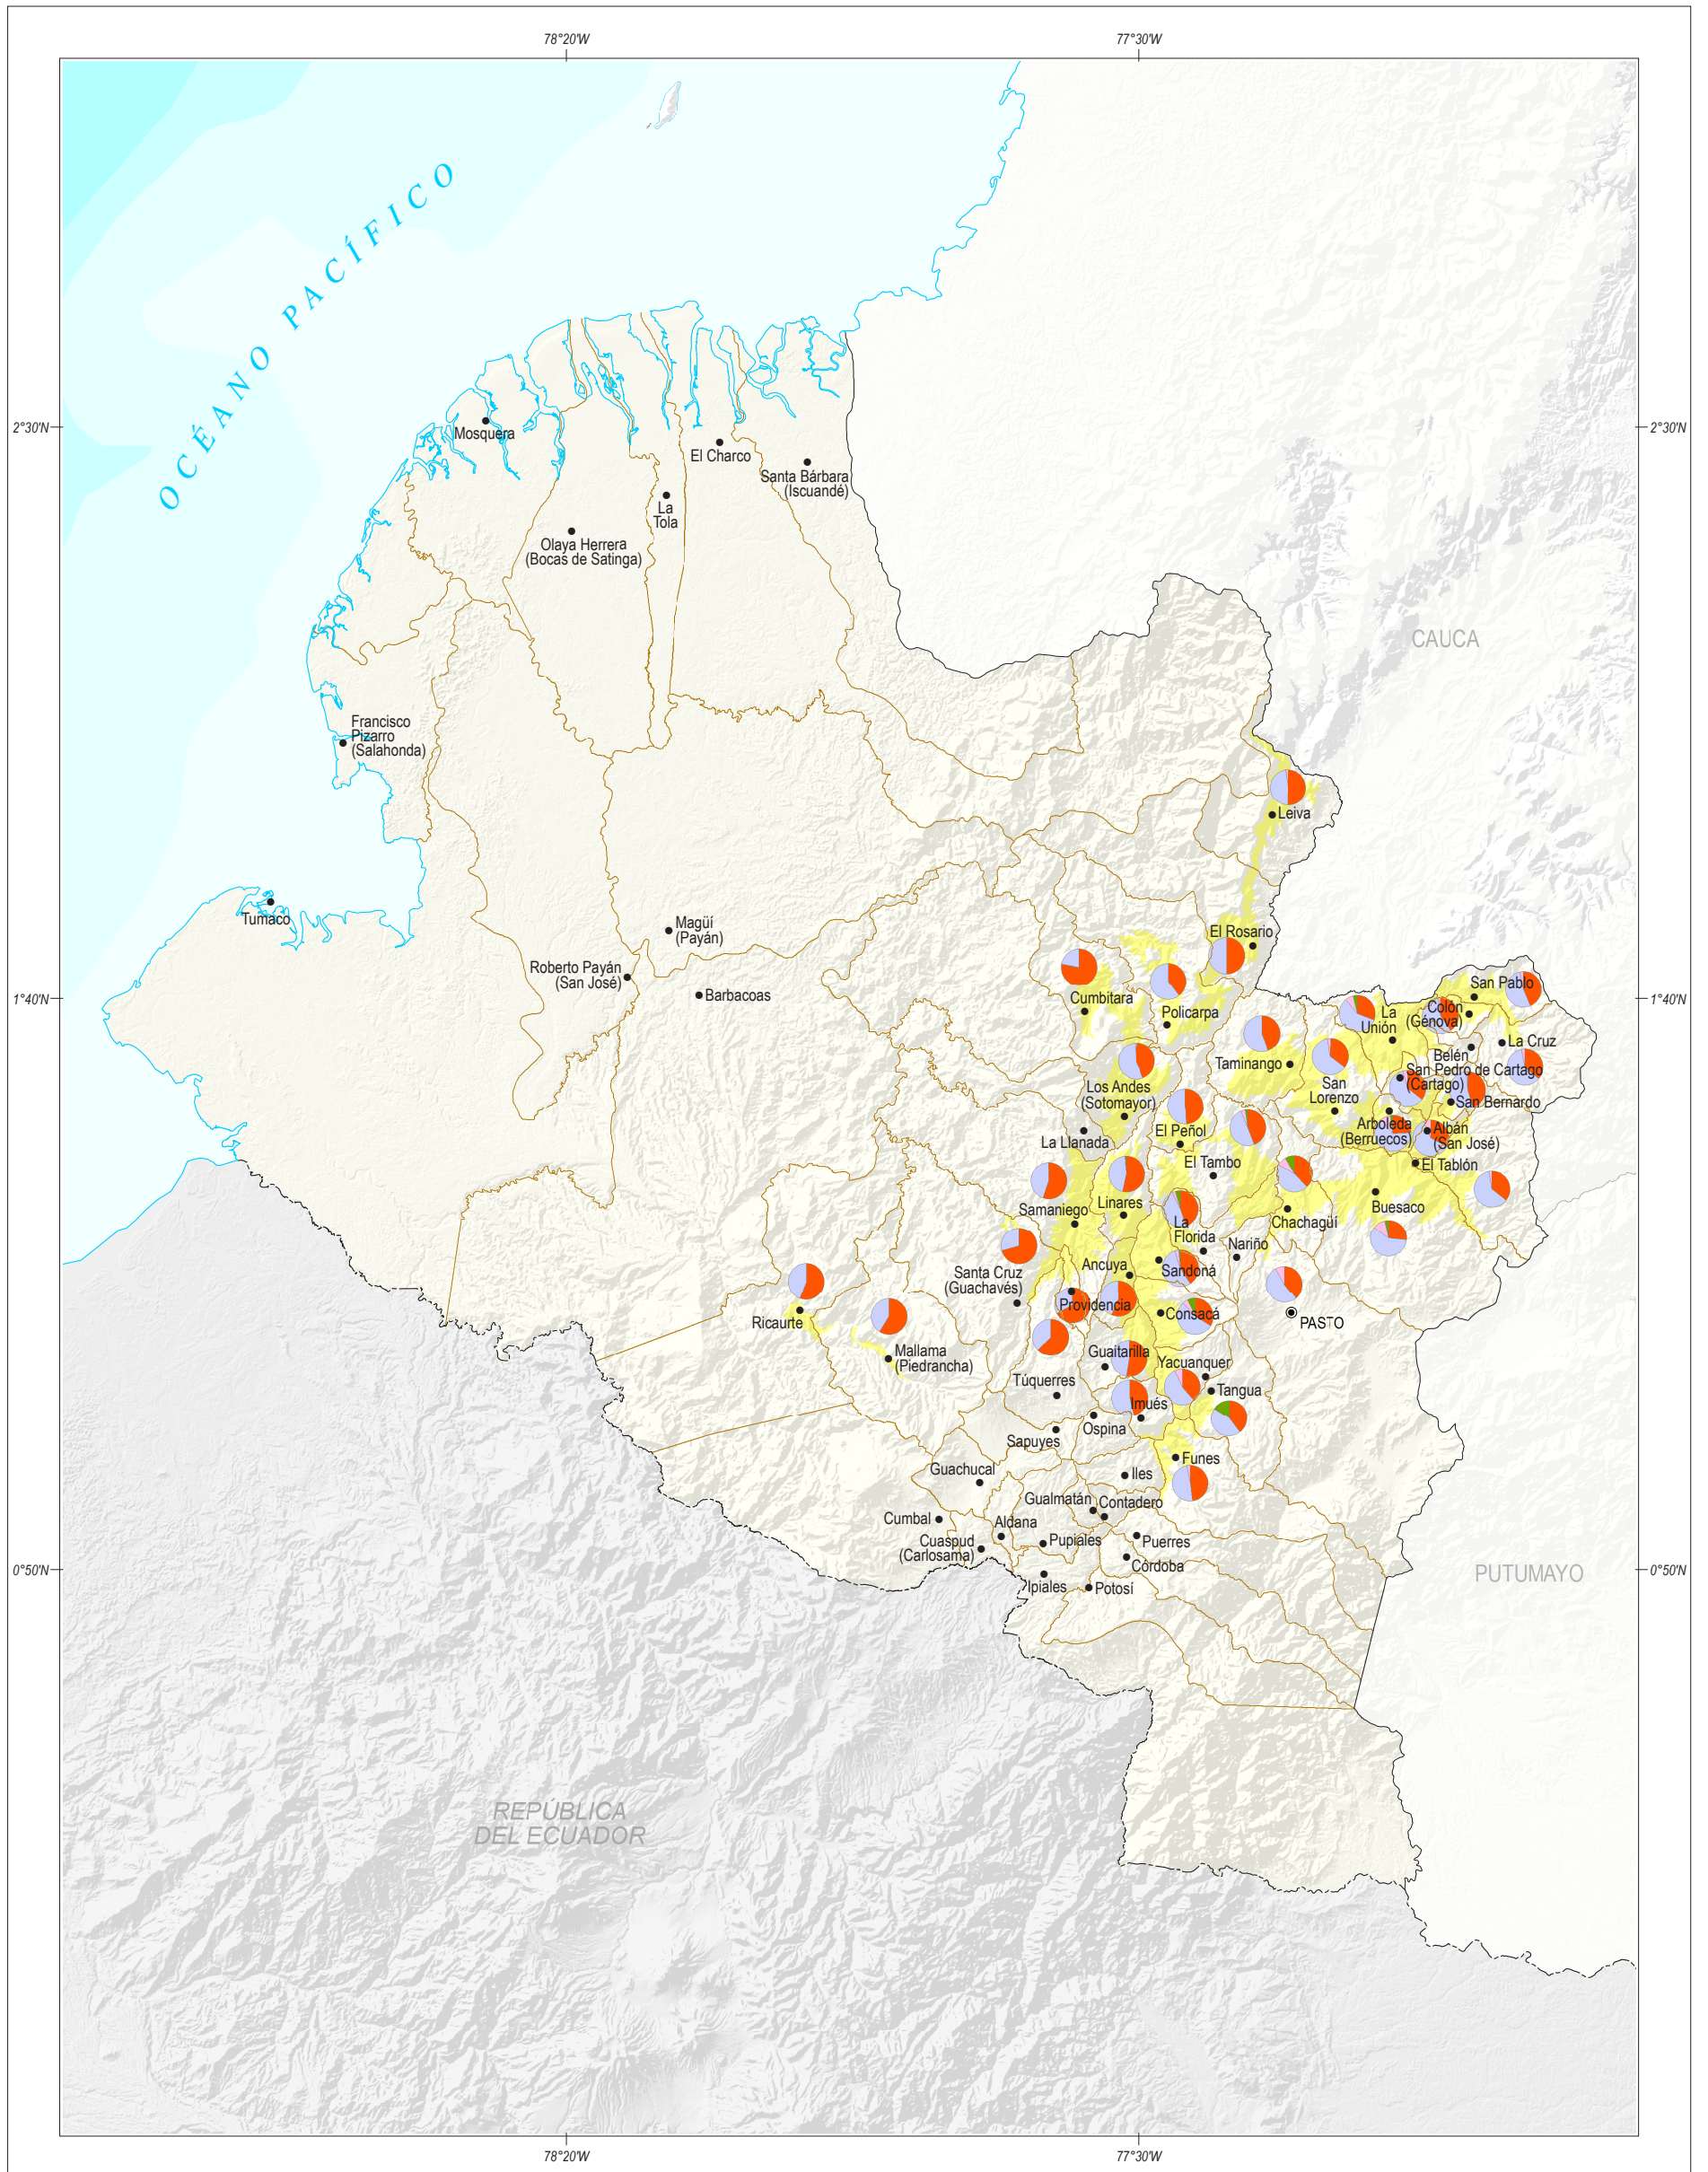 78°20'W
77°30'W
OCÉANO PACÍFICO
2°30'N
2°30'N
Mosquera
El Charco
Santa Bárbara
(Iscuandé)
La
Tola
Olaya Herrera
(Bocas de Satinga)
CAUCA
Francisco
Pizarro
(Salahonda)
Leiva
Tumaco
Magüí
(Payán)
El Rosario
Roberto Payán
(San José)
Barbacoas
1°40'N
1°40'N
Cumbitara
Policarpa
San Pablo
Colón
(Génova)
La
Unión
La Cruz
Belén
Taminango
San Pedro de Cartago
(Cartago)
San
Lorenzo
San Bernardo
Los Andes
(Sotomayor)
La Llanada
El Peñol
Arboleda
(Berruecos)
Albán
(San José)
El Tambo
El Tablón
Buesaco
Samaniego
Linares
Chachagüí
La
Florida
Nariño
Ancuya
Sandoná
Santa Cruz
(Guachavés)
Providencia
Consacá
PASTO
Ricaurte
Mallama
(Piedrancha)
Guaitarilla
Yacuanquer
Túquerres
Tangua
Imués
Ospina
Sapuyes
Funes
Guachucal
Iles
Gualmatán
Contadero
Cumbal
Aldana
Cuaspud
(Carlosama)
Pupiales
Puerres
Córdoba
Ipiales
Potosí
0°50'N
0°50'N
PUTUMAYO
REPÚBLICA
DEL ECUADOR
78°20'W
77°30'W